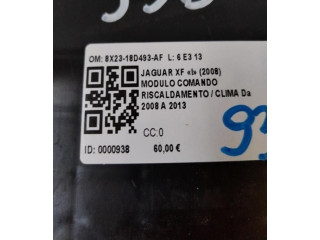 OM: 8X23-18D493-AF L: 6 E3 13
JAGUAR XF «I» (2008)
MODULO COMANDO
RISCALDAMENTO / CLIMA Da
2008 A 2013
CC:0
ID: 0000938
60,00 €